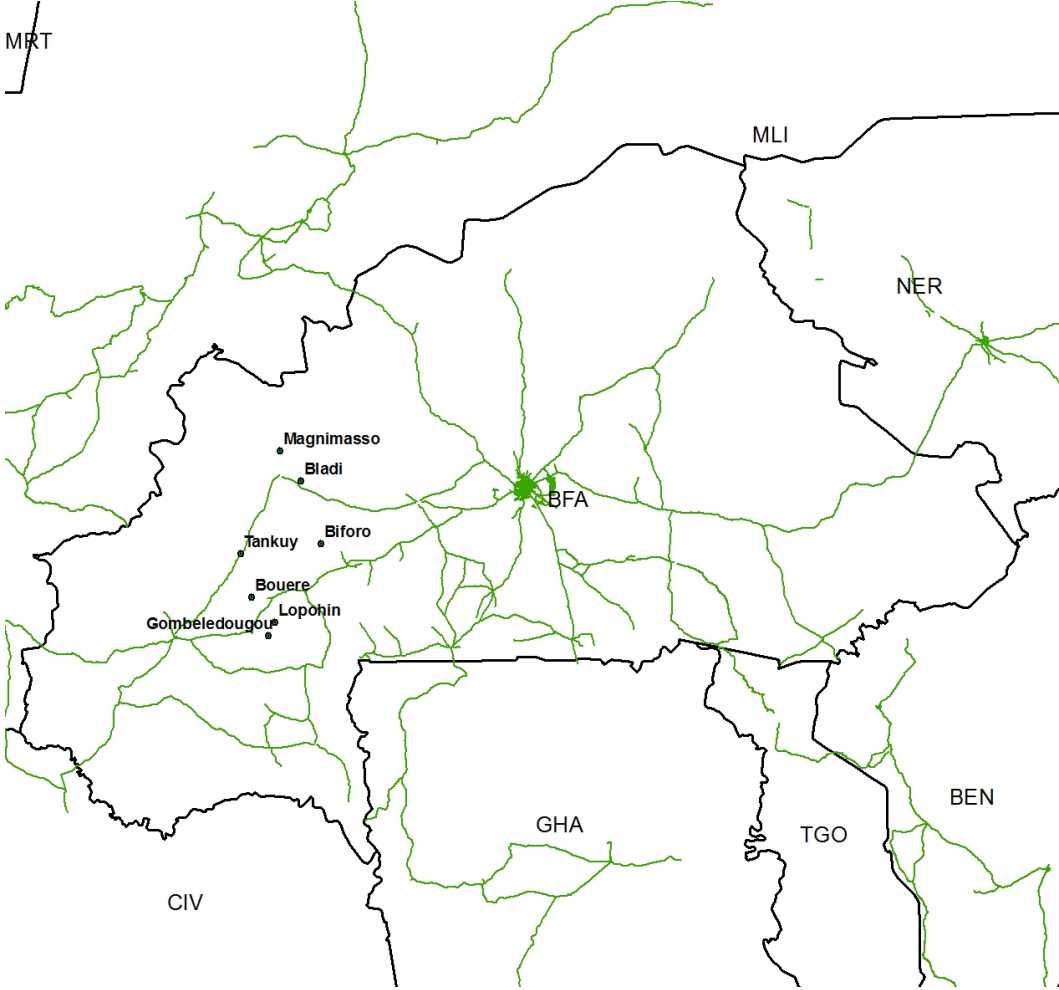 MRT
MLI
NER
Magnimasso
Bladi
BFA
Biforo
Tankuy
Bouere
Lopohin
Gombeledougou
BEN
GHA
TGO
CIV